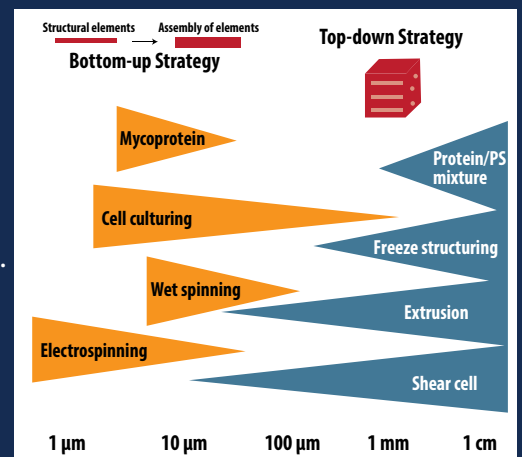 Structural elements
Assembly of elements
Bottom-up Strategy
Top-down Strategy
Mycoprotein
Protein/PS
mixture
Cell culturing
Freeze structuring
Wet spinning
Extrusion
Electrospinning
Shear cell
1 µm
10 µm
100 µm
1 mm
1 cm